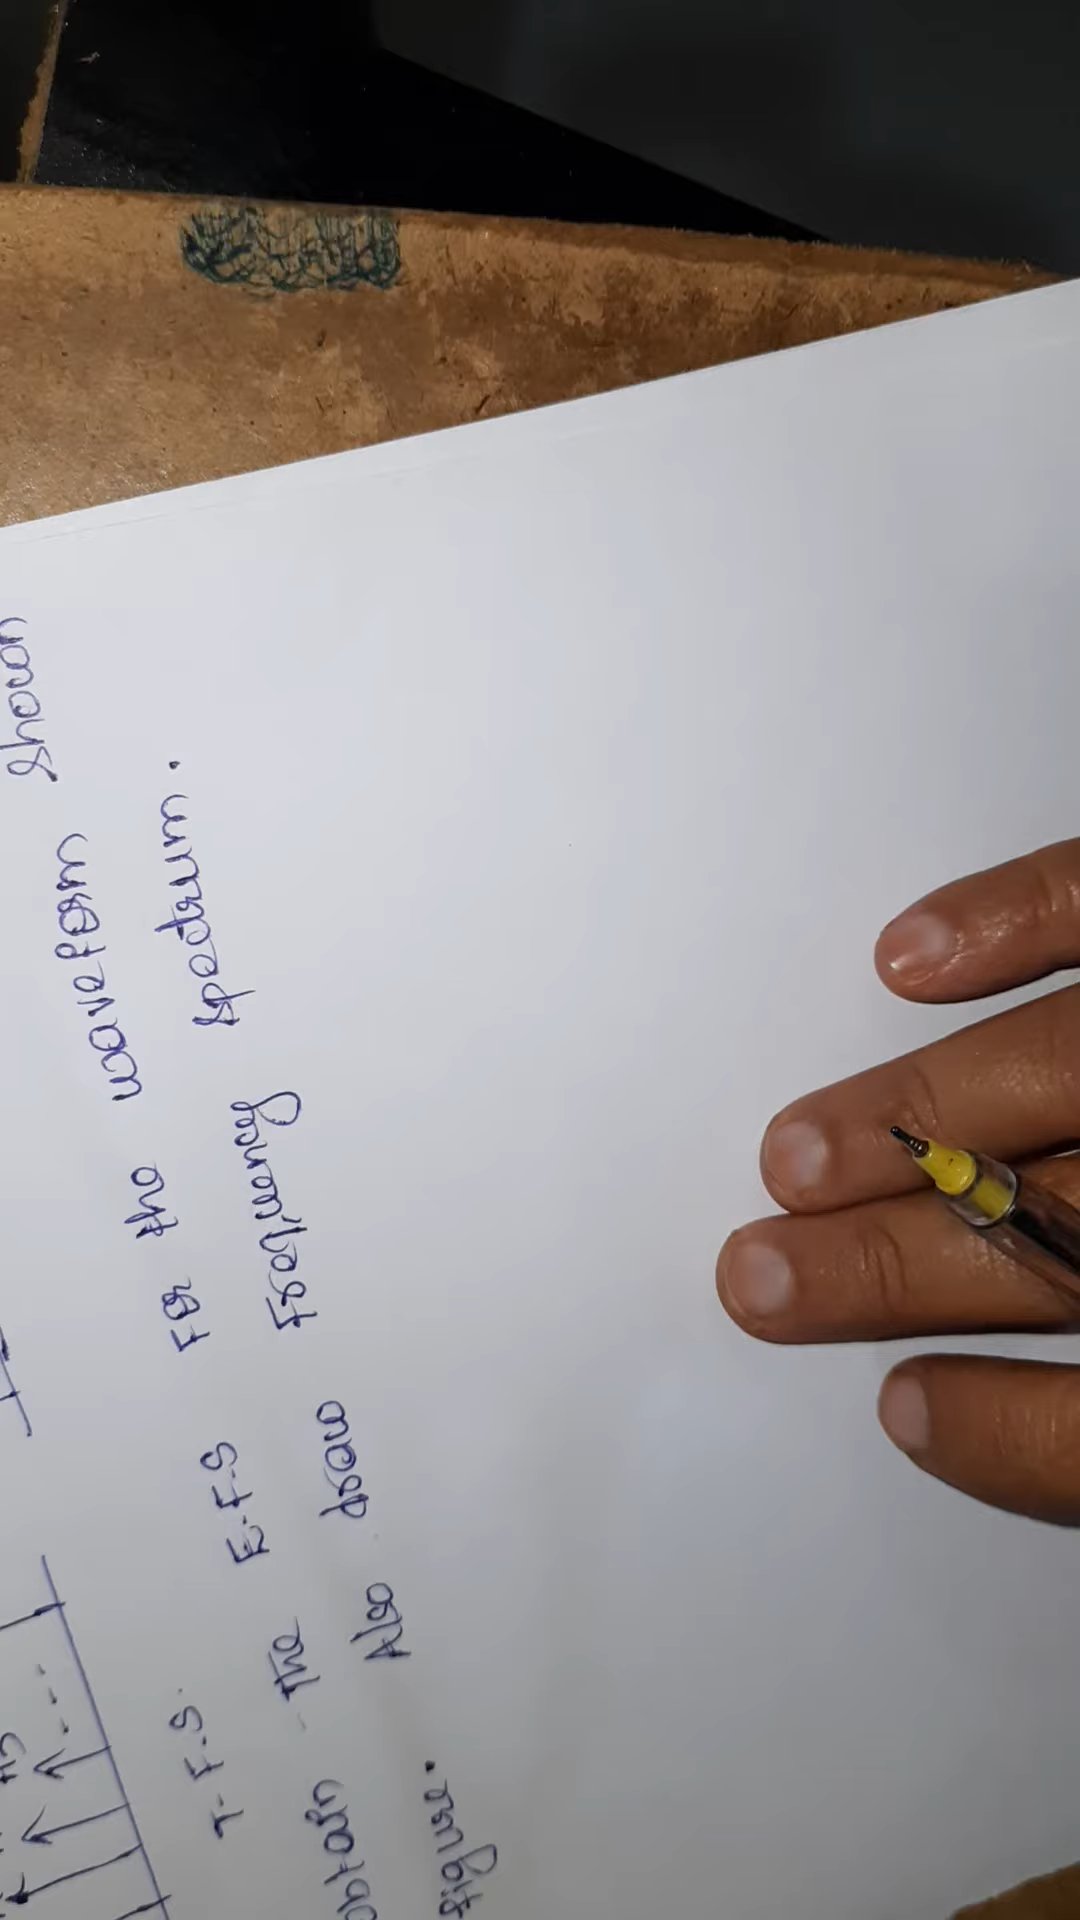 T.F.S.
obtain the E.F.S For the waveform shown
figure. Also draw Frequency spectrum.